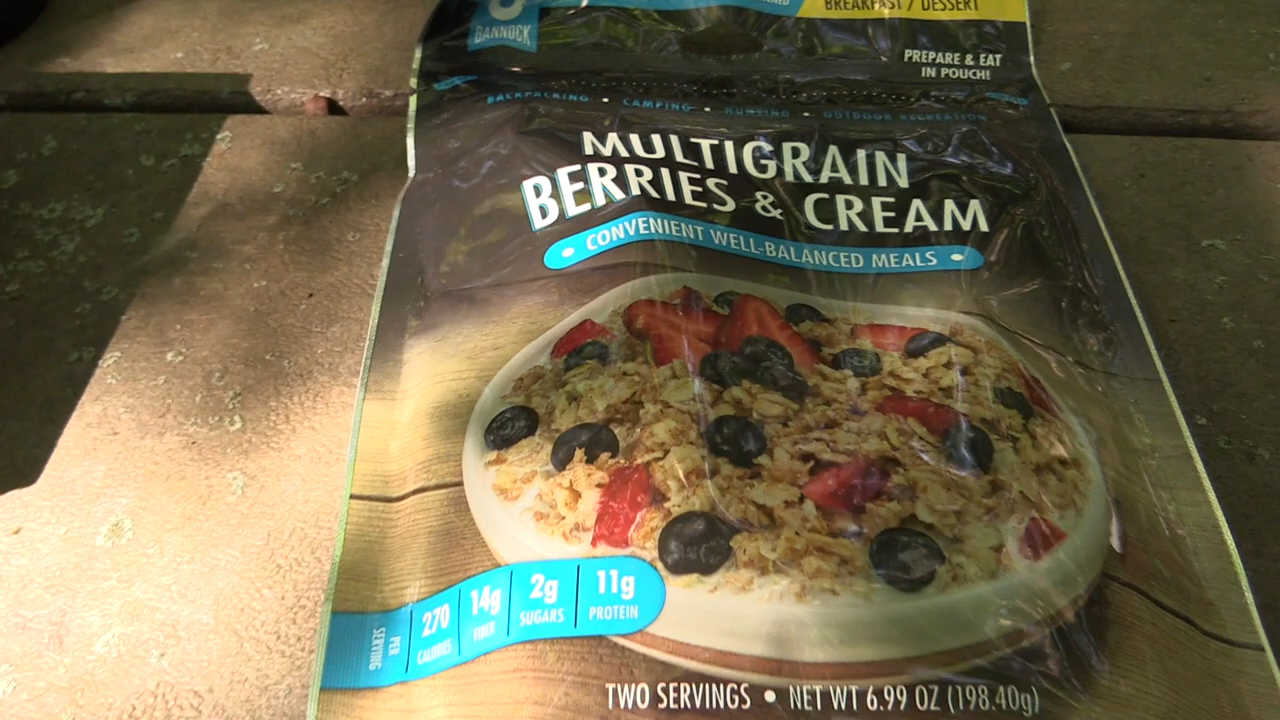 BREAKFAST / DESSERT
BANNOCK
PREPARE & EAT
IN POUCH!
BACKPACKING • CAMPING • HUNTING • OUTDOOR RECREATION
MULTIGRAIN
BERRIES & CREAM
• CONVENIENT WELL-BALANCED MEALS •
PER SERVING
270 CALORIES
14g FIBER
2g SUGARS
11g PROTEIN
TWO SERVINGS • NET WT 6.99 OZ (198.40g)